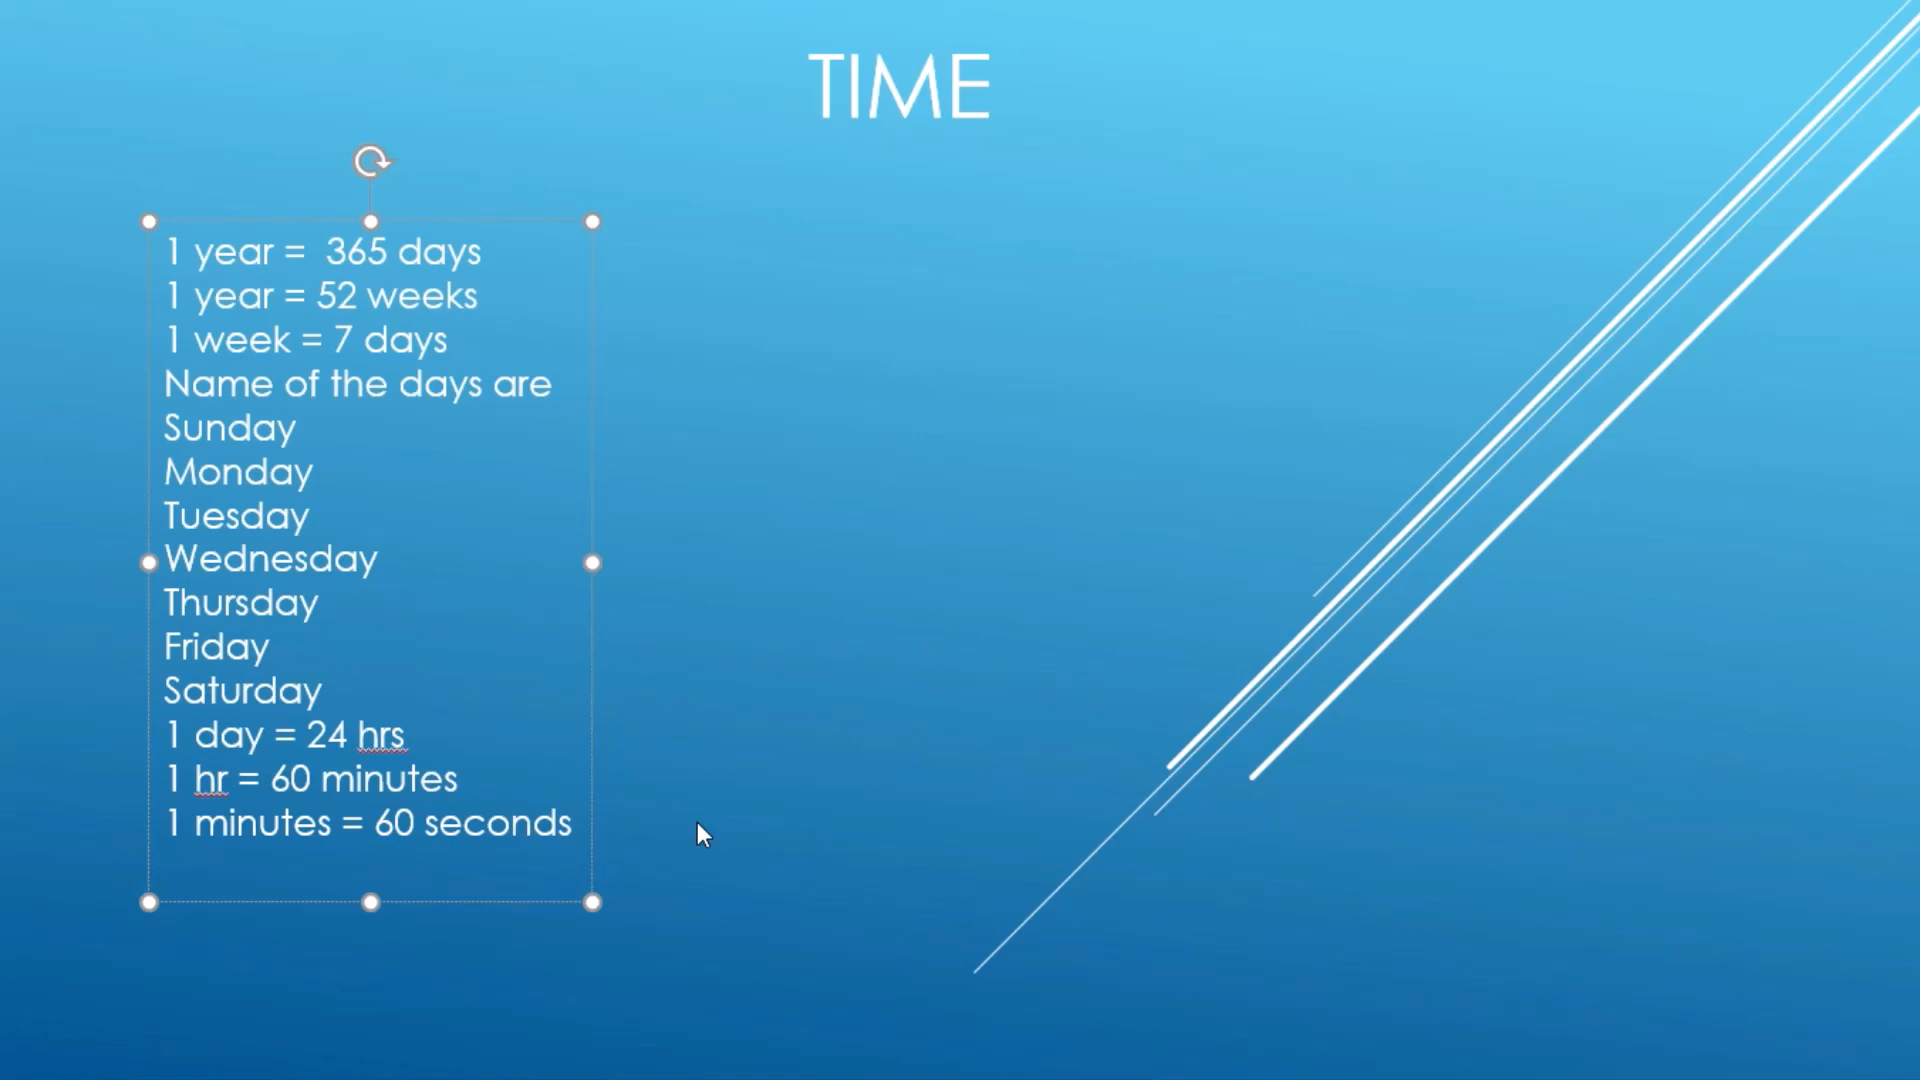 TIME
1 year =  365 days
1 year = 52 weeks
1 week = 7 days
Name of the days are
Sunday
Monday
Tuesday
Wednesday
Thursday
Friday
Saturday
1 day = 24 hrs
1 hr = 60 minutes
1 minutes = 60 seconds